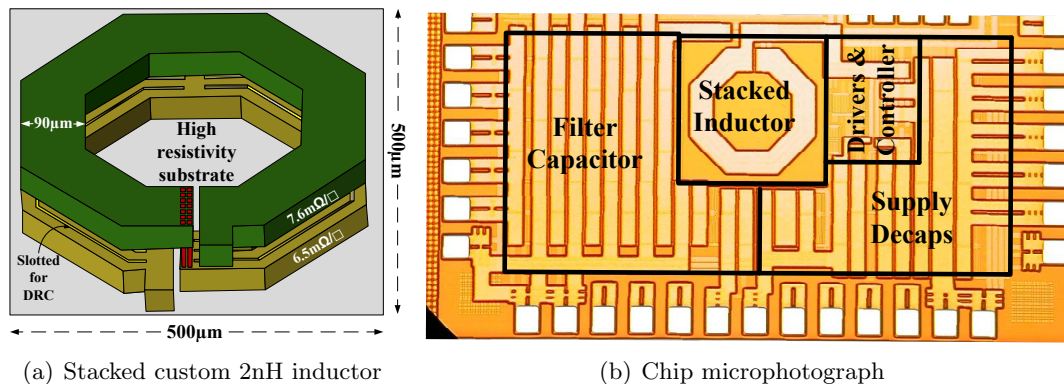 90µm
High
resistivity
substrate
7.6mΩ/□
6.5mΩ/□
Slotted
for
DRC
500µm
500µm
(a) Stacked custom 2nH inductor
Filter
Capacitor
Stacked
Inductor
Drivers &
Controller
Supply
Decaps
(b) Chip microphotograph